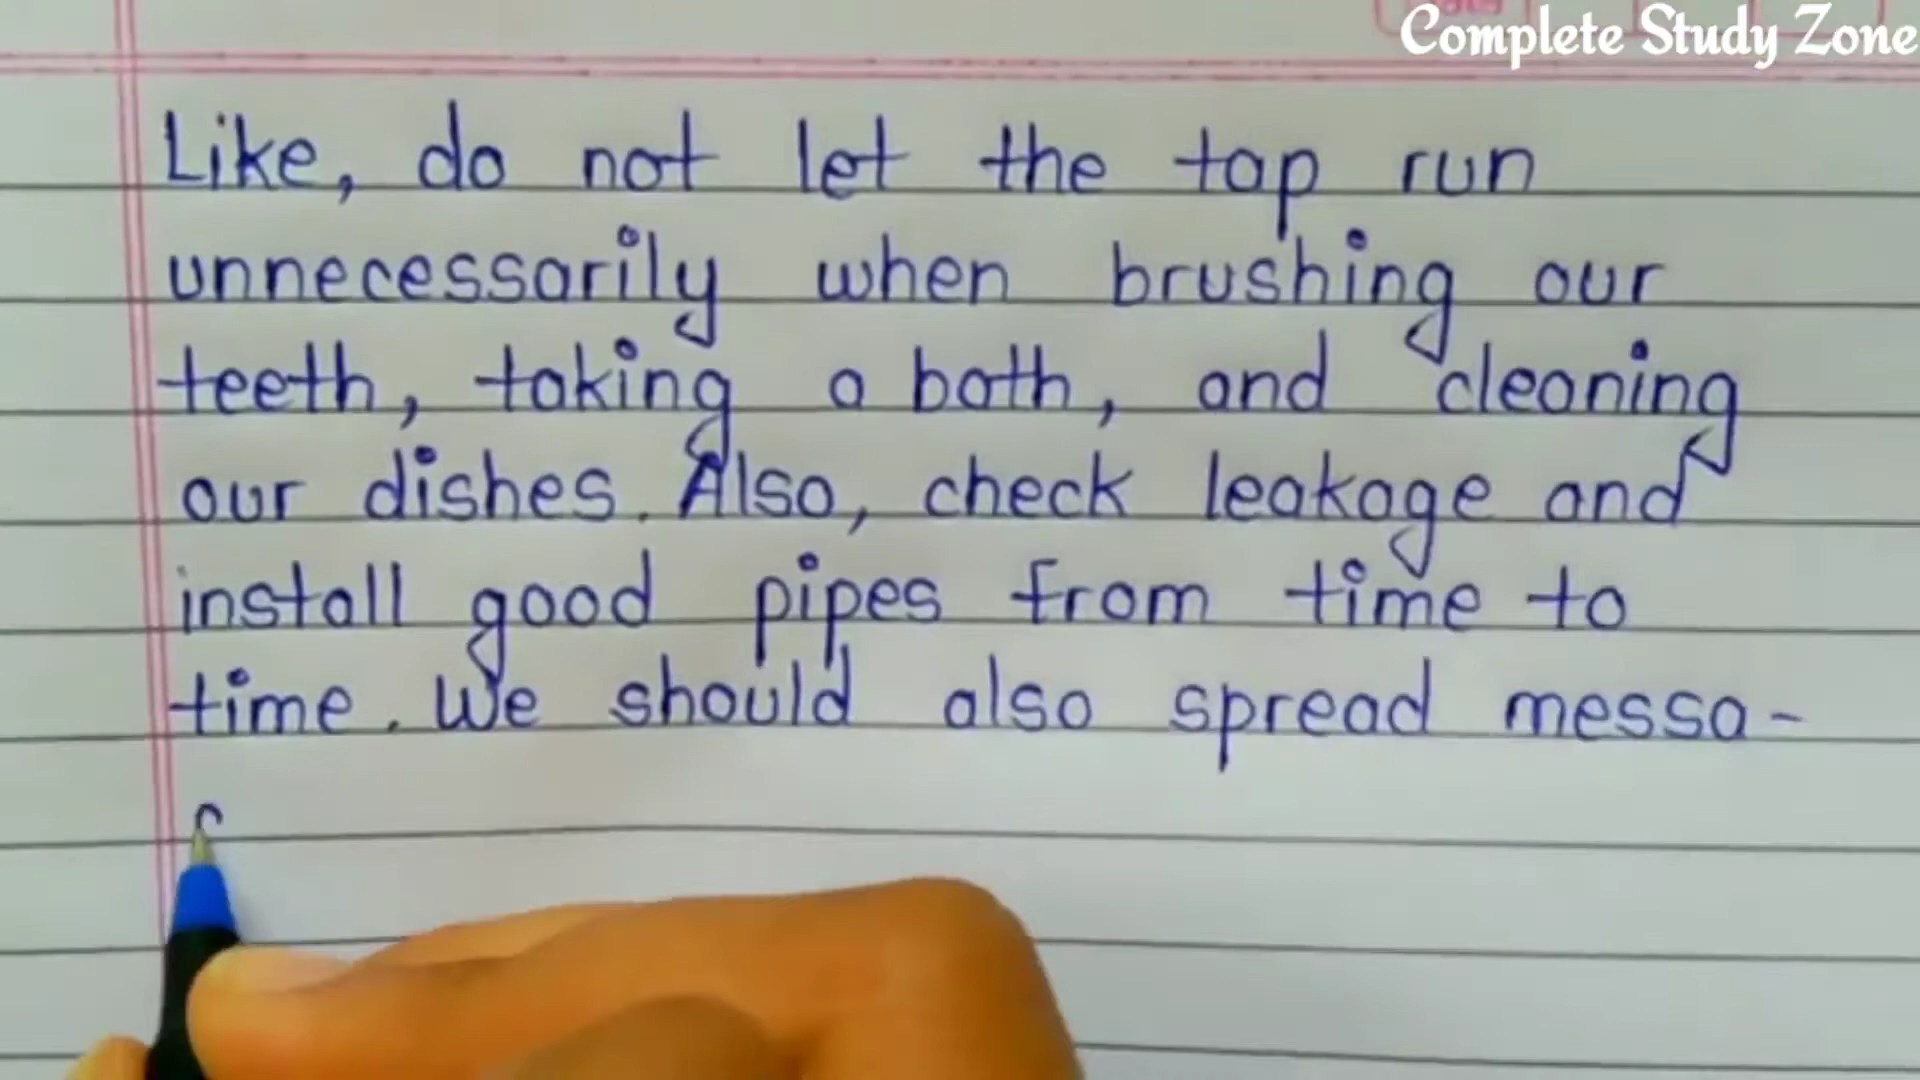 Complete Study Zone
Like, do not let the tap run
unnecessarily when brushing our
teeth, taking a bath, and cleaning
our dishes. Also, check leakage and
install good pipes from time to
time. We should also spread messa-